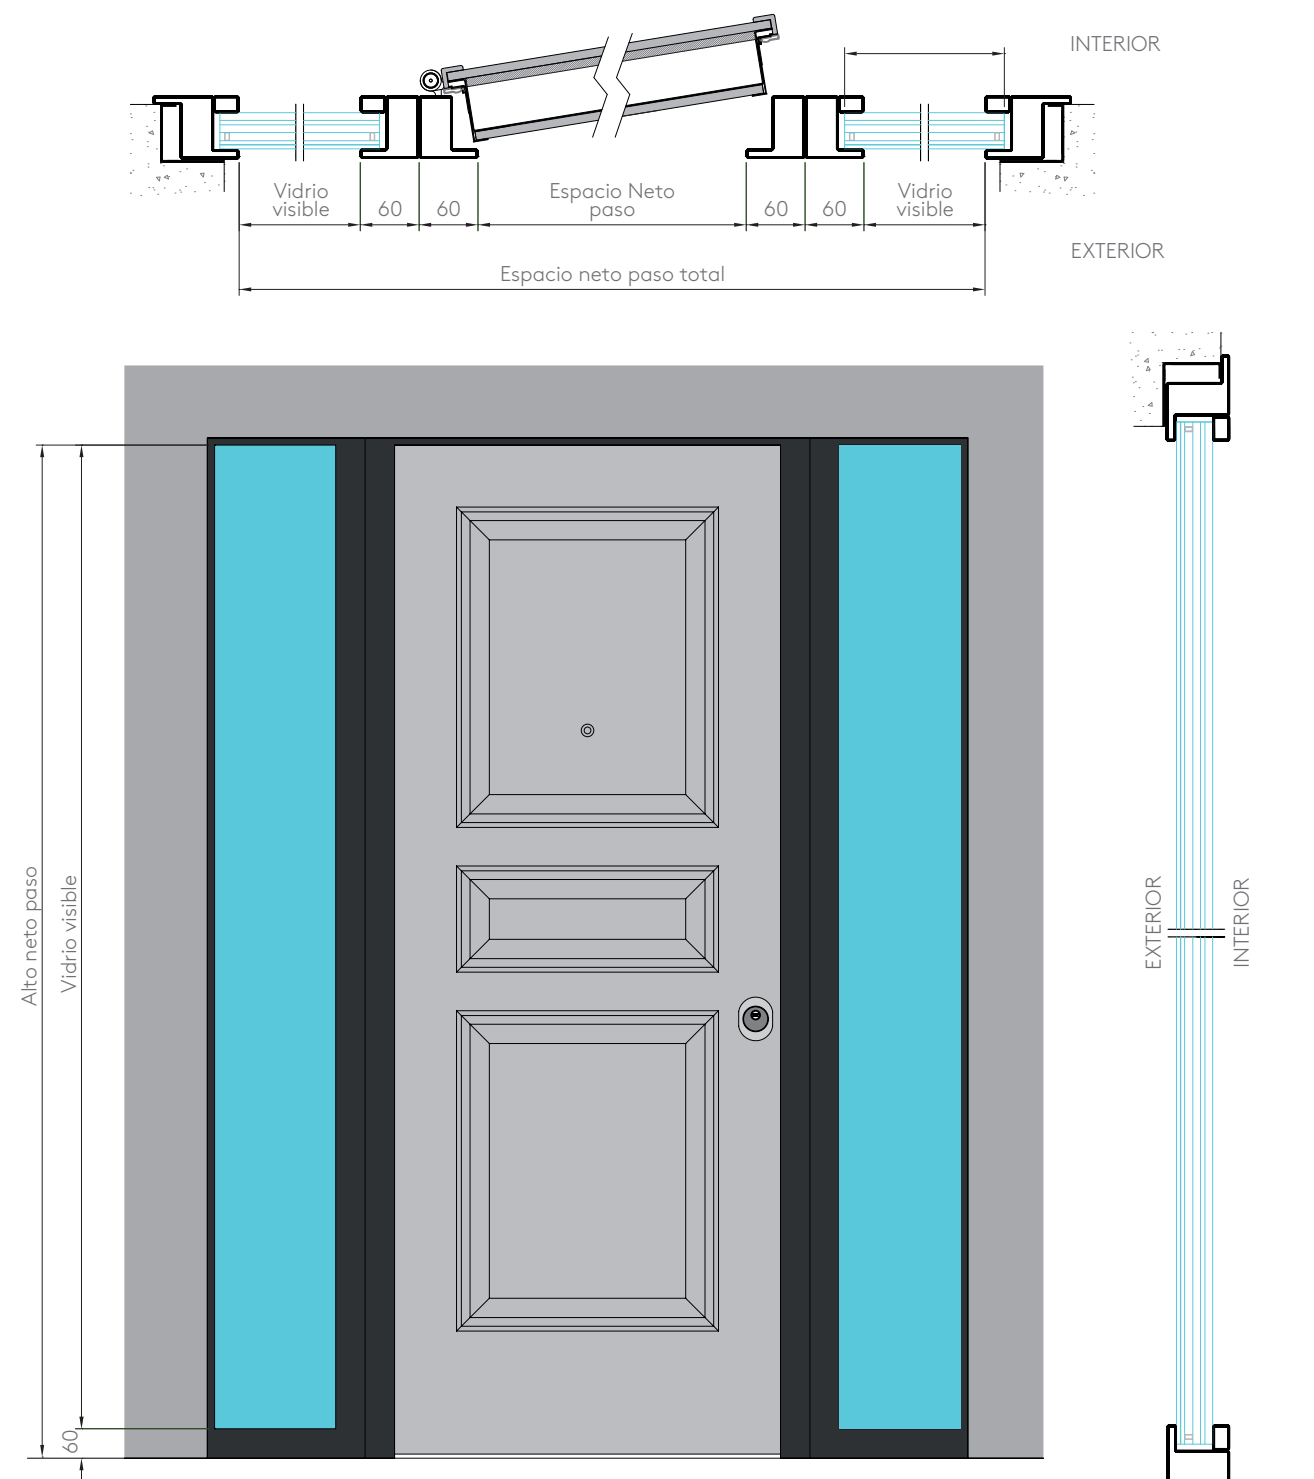 INTERIOR
Vidrio
visible
60
60
Espacio Neto
paso
60
60
Vidrio
visible
EXTERIOR
Espacio neto paso total
Alto neto paso
Vidrio visible
60
EXTERIOR
INTERIOR